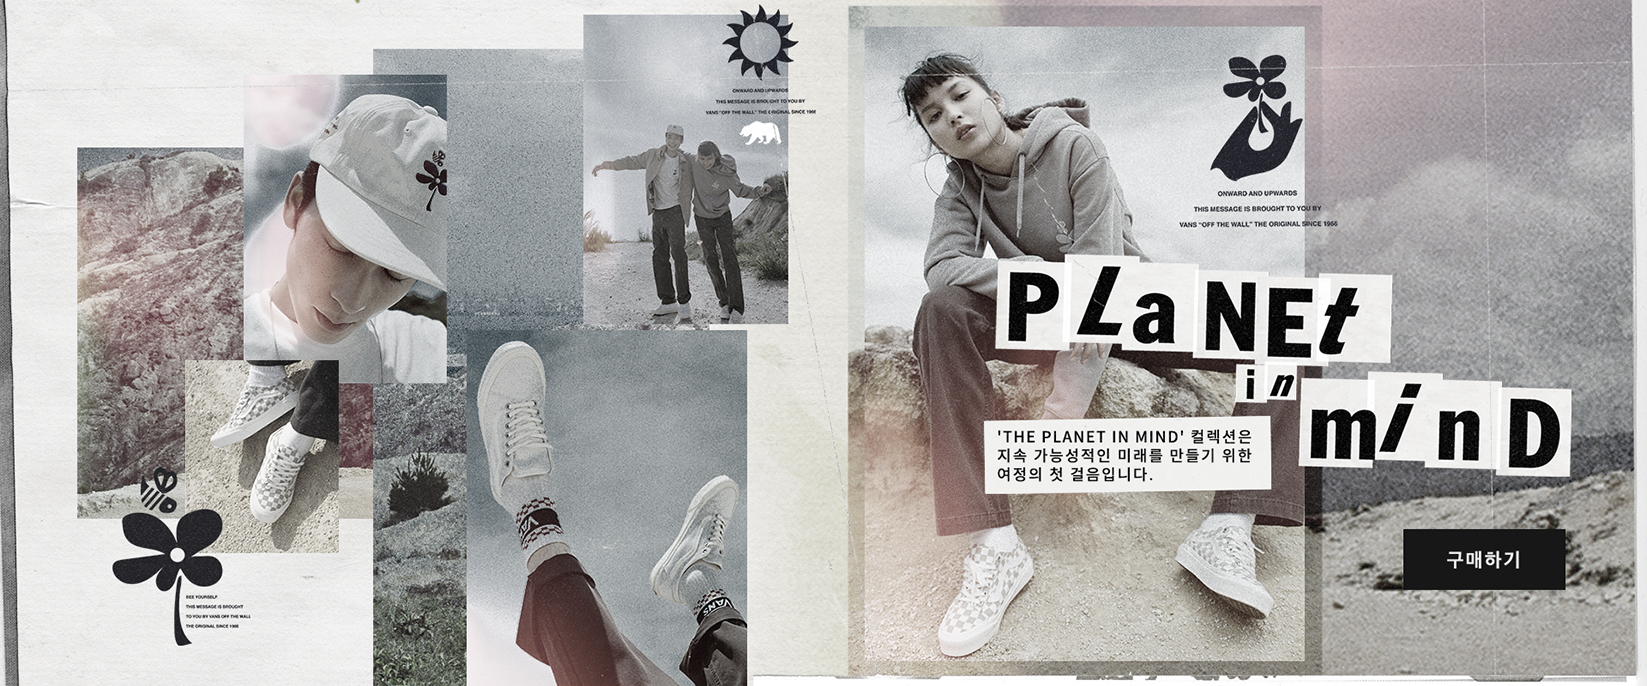 ONWARD AND UPWARDS
THIS MESSAGE IS BROUGHT TO YOU BY
VANS "OFF THE WALL" THE ORIGINAL SINCE 1966
VANS
VANS
BEE YOURSELF
THIS MESSAGE IS BROUGHT
TO YOU BY VANS OFF THE WALL
THE ORIGINAL SINCE 1966
ONWARD AND UPWARDS
THIS MESSAGE IS BROUGHT TO YOU BY
VANS "OFF THE WALL" THE ORIGINAL SINCE 1966
PLaNEt
in
minD
'THE PLANET IN MIND' 컬렉션은
지속 가능성적인 미래를 만들기 위한
여정의 첫 걸음입니다.
구매하기